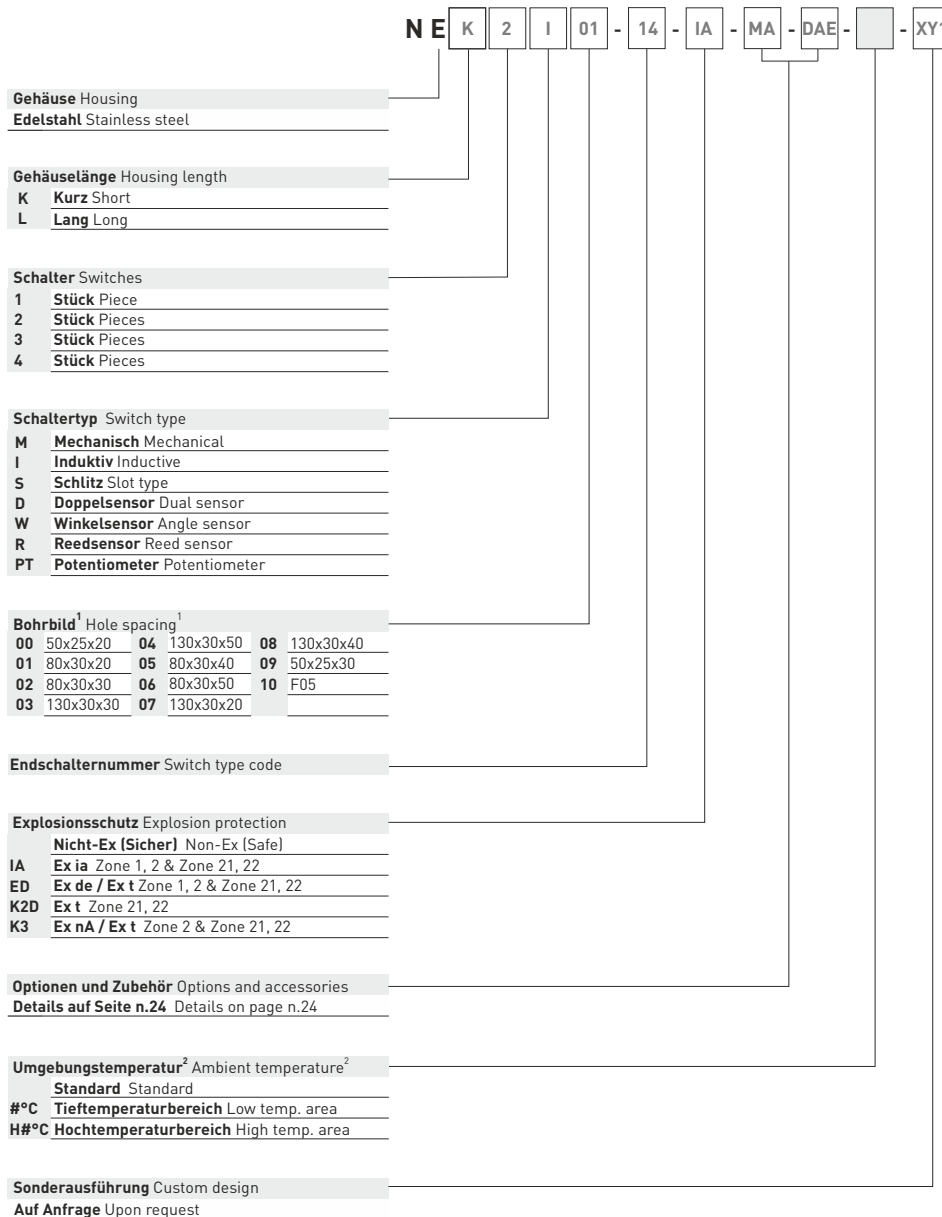 NE K 2 I 01 - 14 - IA - MA - DAE - - XY1
Gehäuse Housing
Edelstahl Stainless steel
Gehäuselänge Housing length
K Kurz Short
L Lang Long
Schalter Switches
1 Stück Piece
2 Stück Pieces
3 Stück Pieces
4 Stück Pieces
Schaltertyp Switch type
M Mechanisch Mechanical
I Induktiv Inductive
S Schlitz Slot type
D Doppelsensor Dual sensor
W Winkelsensor Angle sensor
R Reedsensor Reed sensor
PT Potentiometer Potentiometer
Bohrbild¹ Hole spacing¹
00 50x25x20 04 130x30x50 08 130x30x40
01 80x30x20 05 80x30x40 09 50x25x30
02 80x30x30 06 80x30x50 10 F05
03 130x30x30 07 130x30x20
Endschalternummer Switch type code
Explosionsschutz Explosion protection
Nicht-Ex (Sicher) Non-Ex (Safe)
IA Ex ia Zone 1, 2 & Zone 21, 22
ED Ex de / Ex t Zone 1, 2 & Zone 21, 22
K2D Ex t Zone 21, 22
K3 Ex nA / Ex t Zone 2 & Zone 21, 22
Optionen und Zubehör Options and accessories
Details auf Seite n.24 Details on page n.24
Umgebungstemperatur² Ambient temperature²
Standard Standard
#°C Tieftemperaturbereich Low temp. area
H#°C Hochtemperaturbereich High temp. area
Sonderausführung Custom design
Auf Anfrage Upon request